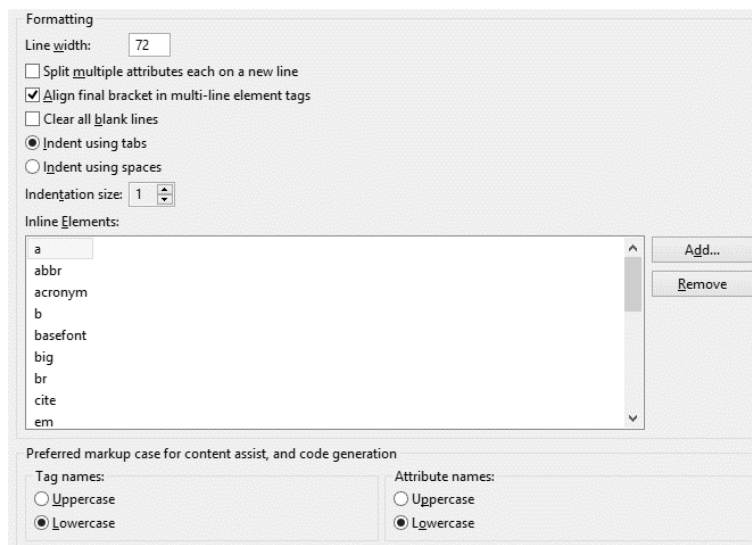 Formatting
Line width: 72
Split multiple attributes each on a new line
Align final bracket in multi-line element tags
Clear all blank lines
Indent using tabs
Indent using spaces
Indentation size: 1
Inline Elements:
a
abbr
acronym
b
basefont
big
br
cite
em
Add...
Remove
Preferred markup case for content assist, and code generation
Tag names:
Uppercase
Lowercase
Attribute names:
Uppercase
Lowercase